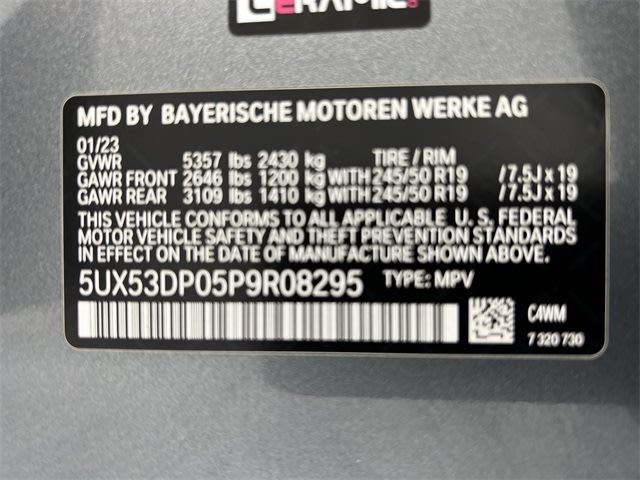 CERAMIC
MFD BY BAYERISCHE MOTOREN WERKE AG
01/23
GVWR 5357 lbs 2430 kg TIRE / RIM
GAWR FRONT 2646 lbs 1200 kg WITH 245/50 R19 /7.5J x 19
GAWR REAR 3109 lbs 1410 kg WITH 245/50 R19 /7.5J x 19
THIS VEHICLE CONFORMS TO ALL APPLICABLE U. S. FEDERAL
MOTOR VEHICLE SAFETY AND THEFT PREVENTION STANDARDS
IN EFFECT ON THE DATE OF MANUFACTURE SHOWN ABOVE.
5UX53DP05P9R08295 TYPE: MPV
C4WM
7 320 730